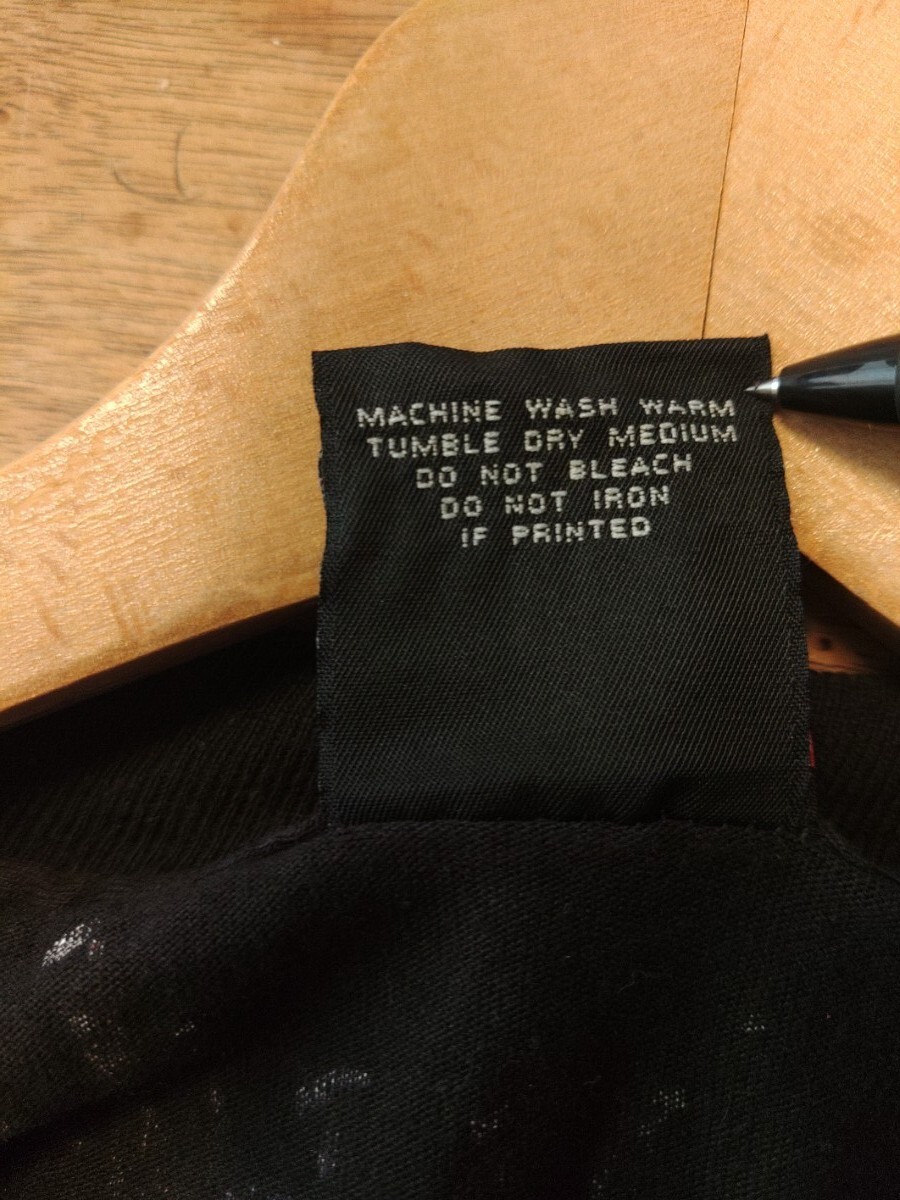 MACHINE WASH WARM
TUMBLE DRY MEDIUM
DO NOT BLEACH
DO NOT IRON
IF PRINTED